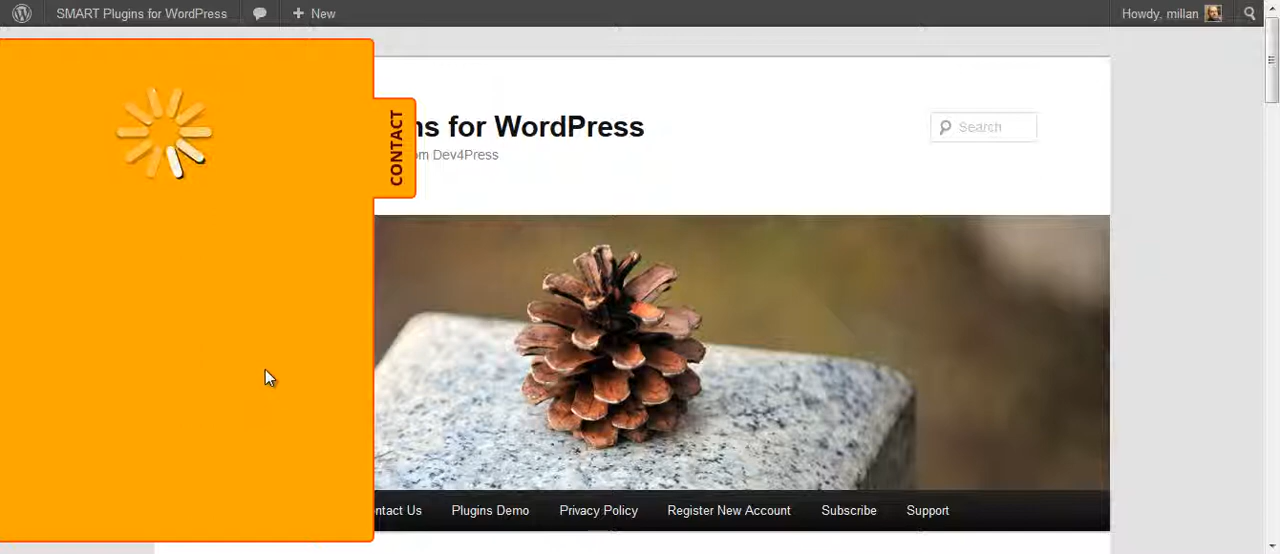 SMART Plugins for WordPress
New
Howdy, millan
CONTACT
ns for WordPress
om Dev4Press
Search
ntact Us
Plugins Demo
Privacy Policy
Register New Account
Subscribe
Support